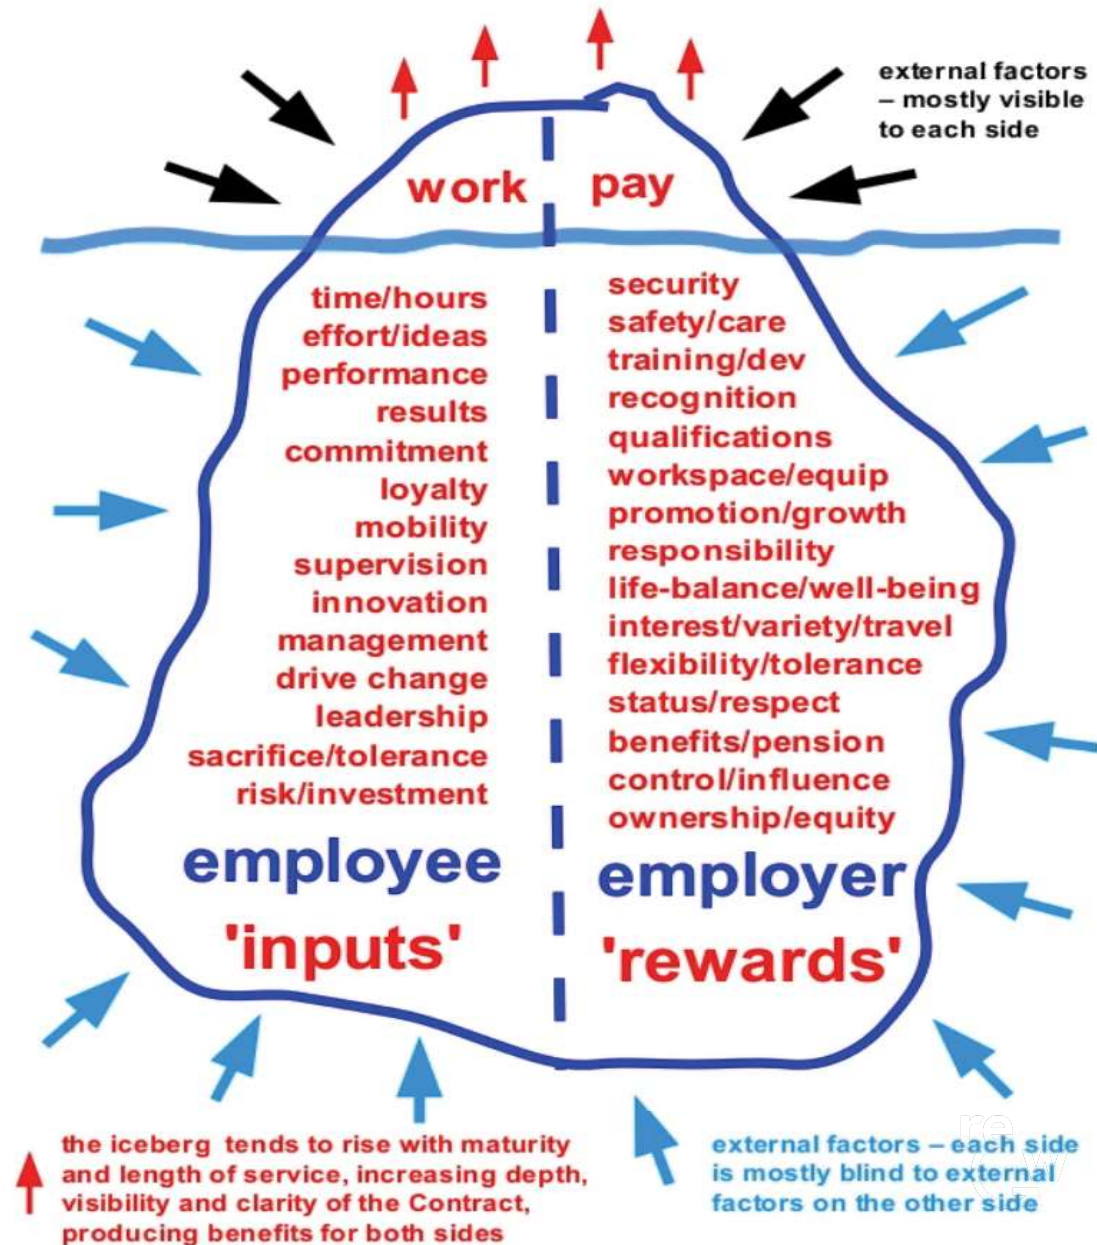 external factors
– mostly visible
to each side
work
pay
time/hours
effort/ideas
performance
results
commitment
loyalty
mobility
supervision
innovation
management
drive change
leadership
sacrifice/tolerance
risk/investment
employee
'inputs'
security
safety/care
training/dev
recognition
qualifications
workspace/equip
promotion/growth
responsibility
life-balance/well-being
interest/variety/travel
flexibility/tolerance
status/respect
benefits/pension
control/influence
ownership/equity
employer
'rewards'
the iceberg tends to rise with maturity
and length of service, increasing depth,
visibility and clarity of the Contract,
producing benefits for both sides
external factors – each side
is mostly blind to external
factors on the other side